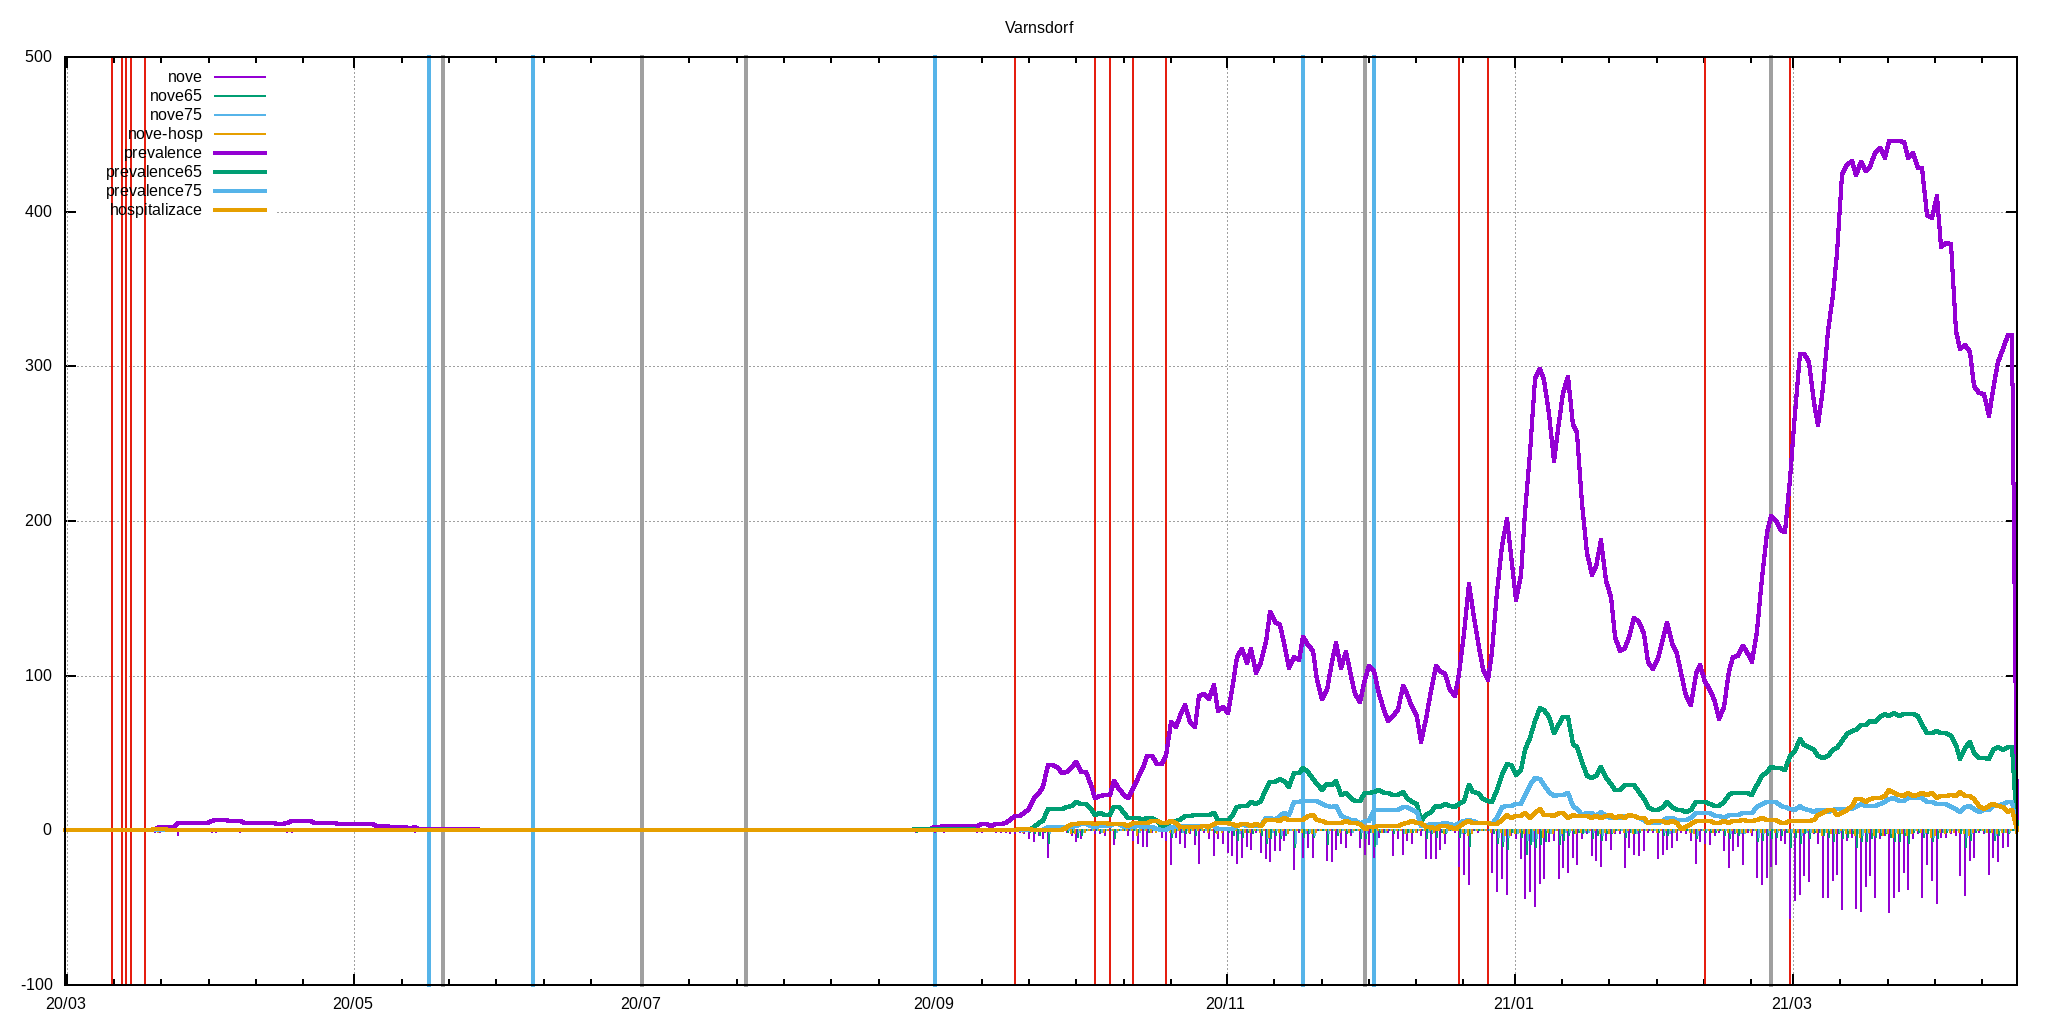 Varnsdorf
500
nove
nove65
nove75
nove-hosp
prevalence
prevalence65
prevalence75
hospitalizace
400
300
200
100
0
-100
20/03 20/05 20/07 20/09 20/11 21/01 21/03